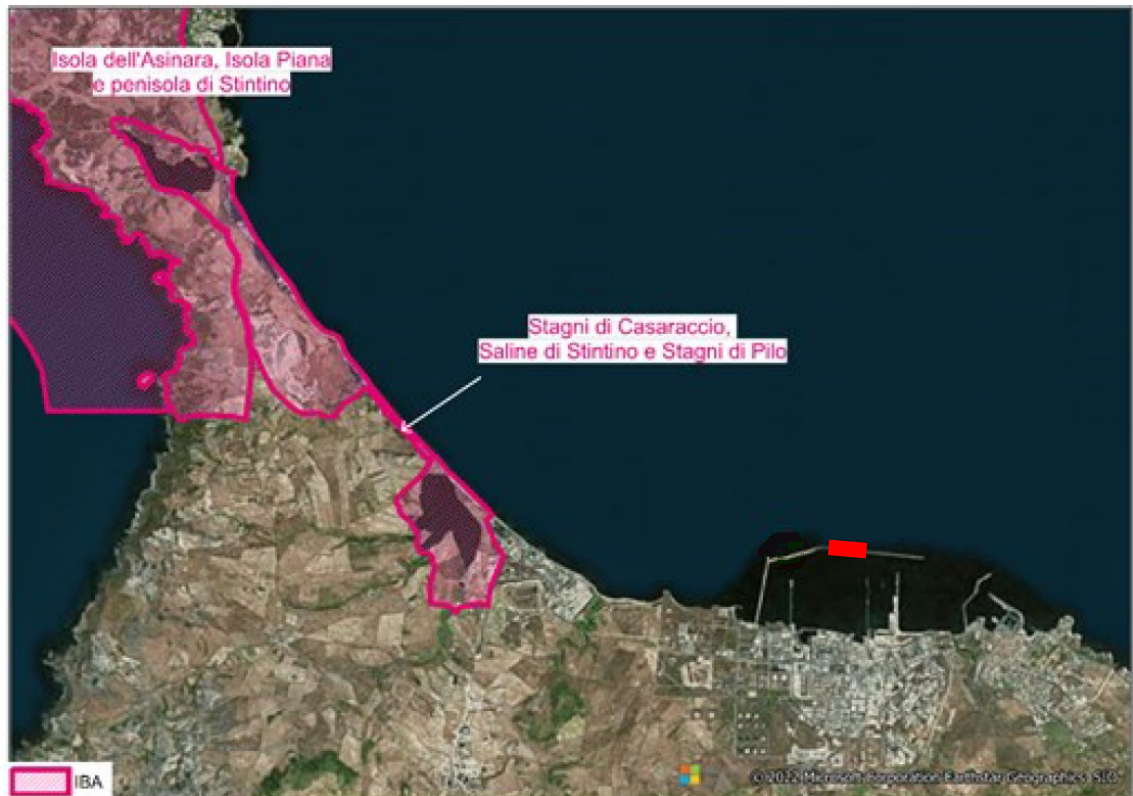 Isola dell'Asinara, Isola Piana
e penisola di Stintino
Stagni di Casaraccio,
Saline di Stintino e Stagni di Pilo
IBA
© 2022 Microsoft Corporation Earthstar Geographics SIO